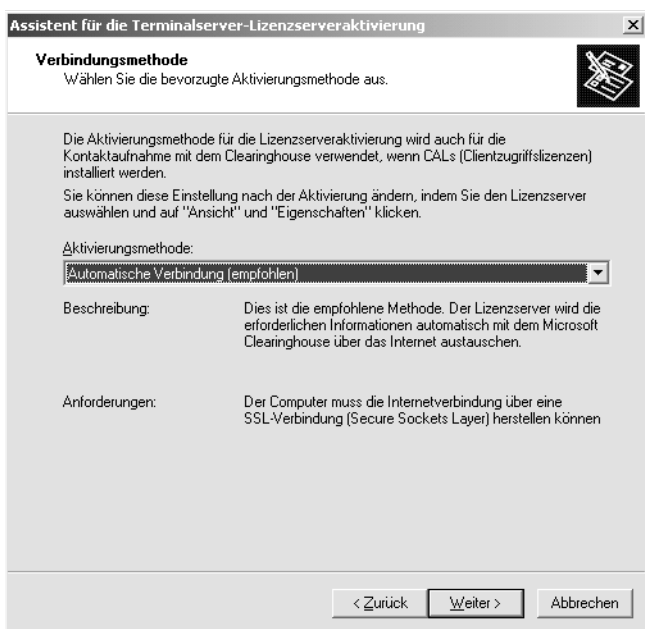 Assistent für die Terminalserver-Lizenzserveraktivierung
Verbindungsmethode
Wählen Sie die bevorzugte Aktivierungsmethode aus.
Die Aktivierungsmethode für die Lizenzserveraktivierung wird auch für die
Kontaktaufnahme mit dem Clearinghouse verwendet, wenn CALs (Clientzugriffslizenzen)
installiert werden.
Sie können diese Einstellung nach der Aktivierung ändern, indem Sie den Lizenzserver
auswählen und auf "Ansicht" und "Eigenschaften" klicken.
Aktivierungsmethode:
Automatische Verbindung (empfohlen)
Beschreibung: Dies ist die empfohlene Methode. Der Lizenzserver wird die
erforderlichen Informationen automatisch mit dem Microsoft
Clearinghouse über das Internet austauschen.
Anforderungen: Der Computer muss die Internetverbindung über eine
SSL-Verbindung (Secure Sockets Layer) herstellen können
< Zurück Weiter > Abbrechen